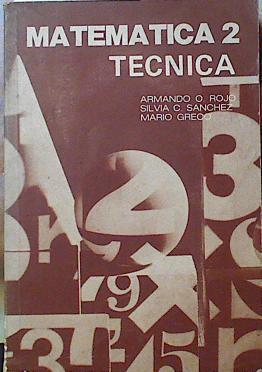 MATEMATICA 2
TECNICA
ARMANDO O. ROJO
SILVIA C. SANCHEZ
MARIO GRECO